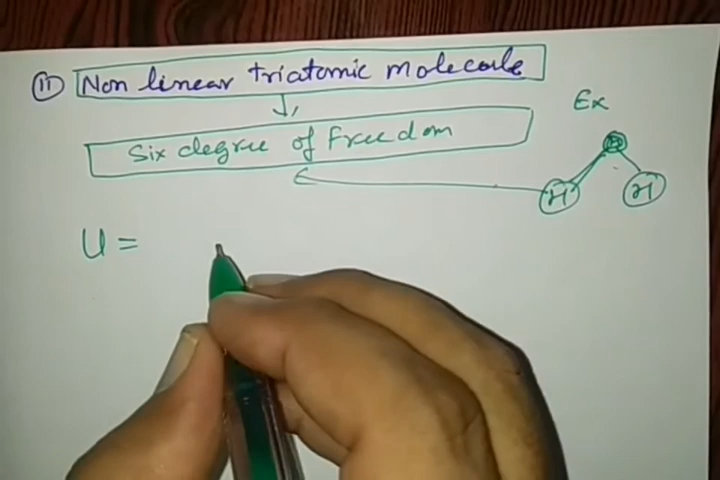 (ii) Non linear triatomic molecule
Ex
Six degree of Freedom
H H
U =